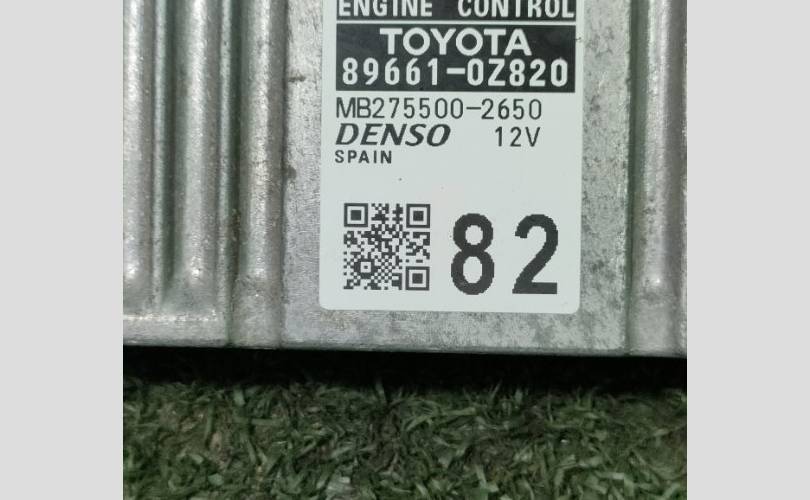 ENGINE CONTROL
TOYOTA
89661-0Z820
MB275500-2650
DENSO 12V
SPAIN
82